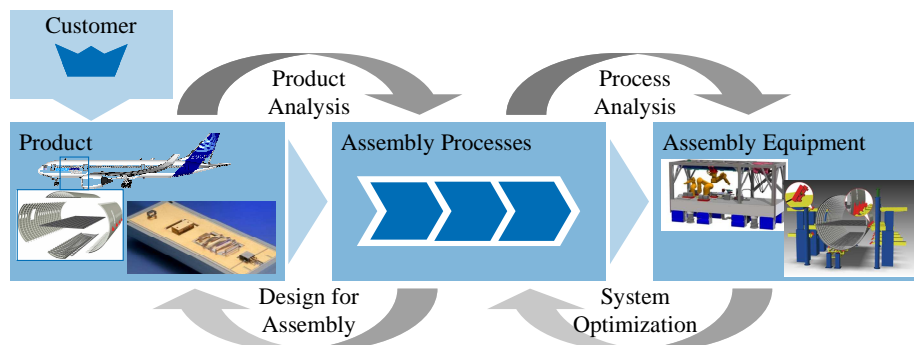 Customer
Product
Analysis
Process
Analysis
Product
Assembly Processes
Assembly Equipment
Design for
Assembly
System
Optimization